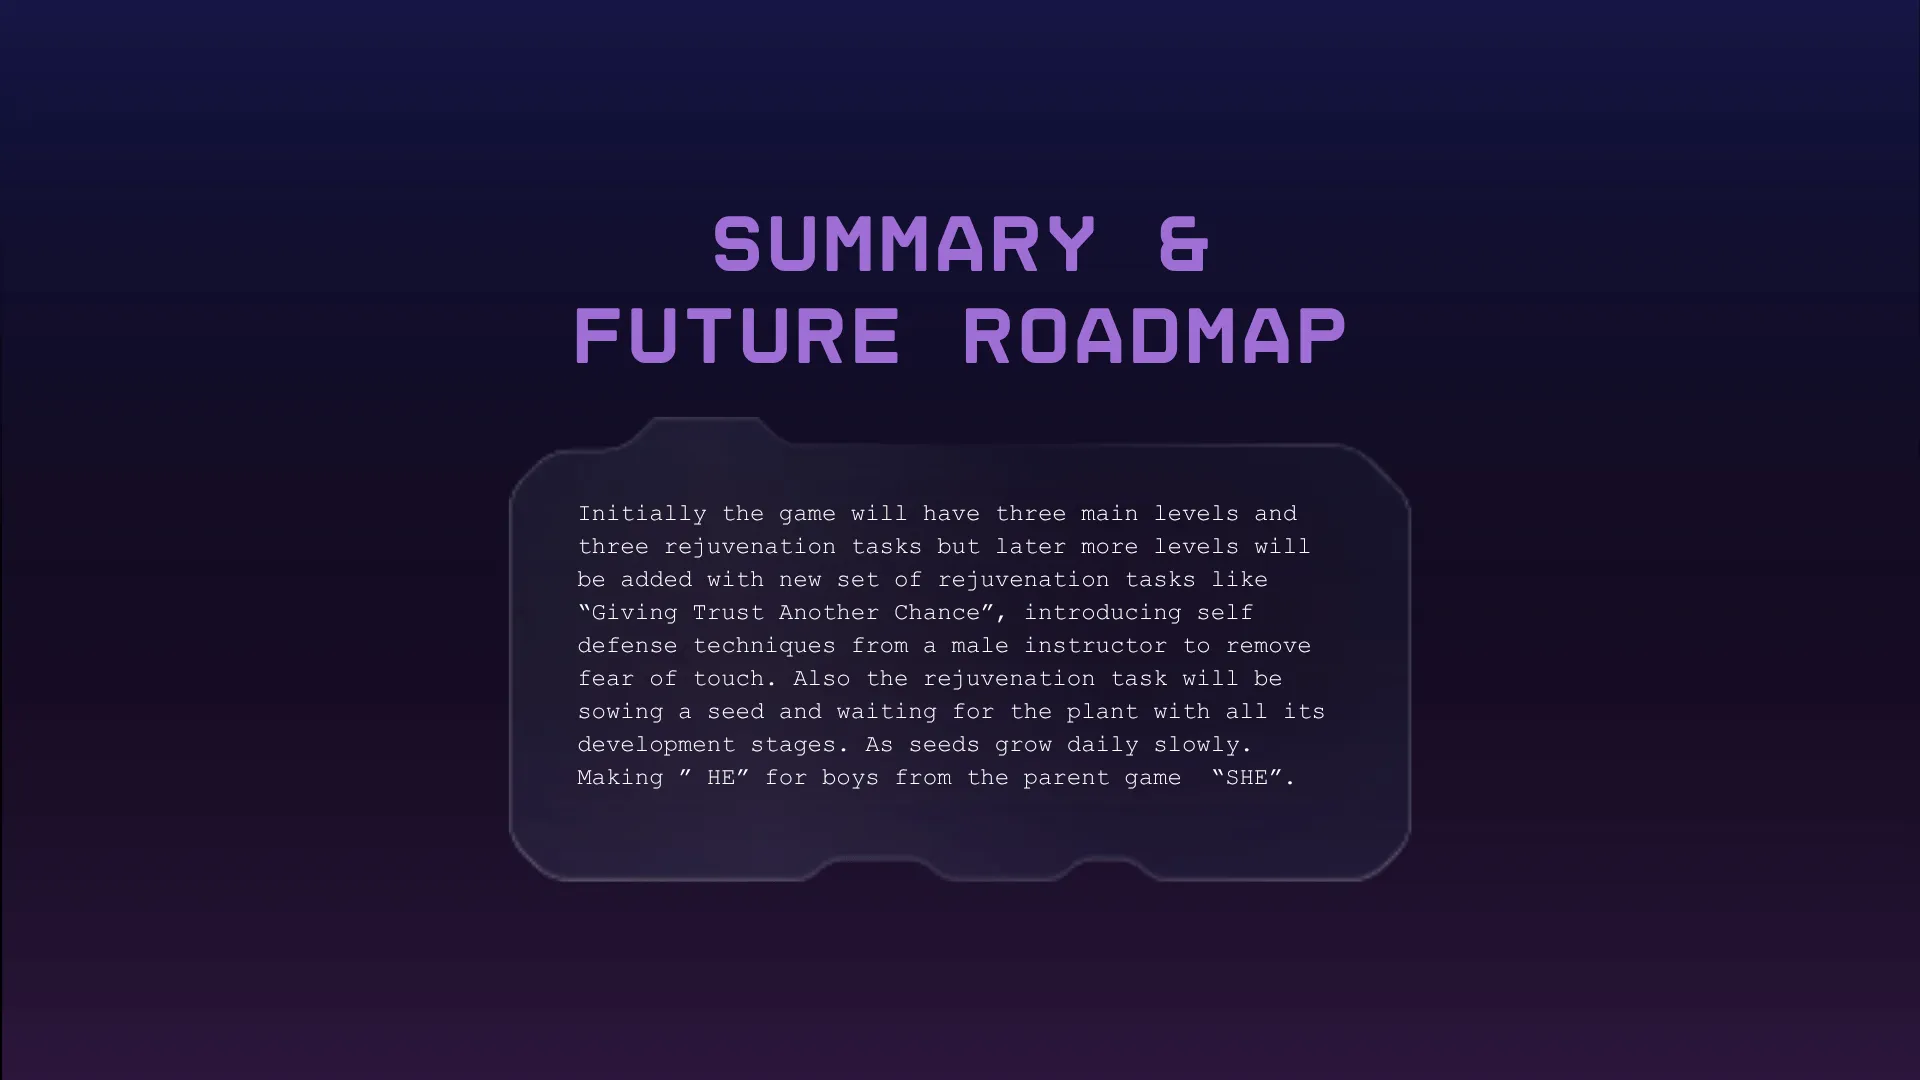 SUMMARY &
FUTURE ROADMAP
Initially the game will have three main levels and
three rejuvenation tasks but later more levels will
be added with new set of rejuvenation tasks like
“Giving Trust Another Chance”, introducing self
defense techniques from a male instructor to remove
fear of touch. Also the rejuvenation task will be
sowing a seed and waiting for the plant with all its
development stages. As seeds grow daily slowly.
Making ” HE” for boys from the parent game  “SHE”.